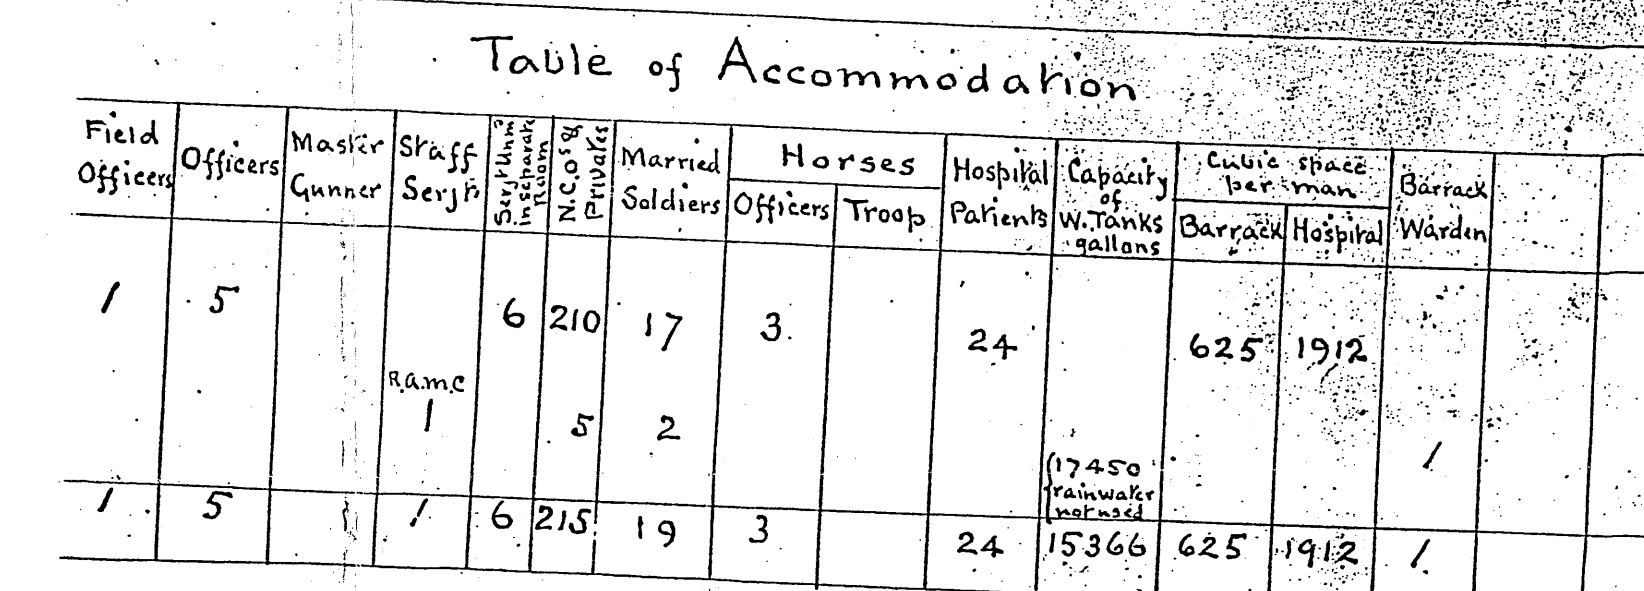 Table of Accommodation
Field Officers
Officers
Master Gunner
Staff Serjts
Serjt Unm? in separate Room
N.C.Os & Privates
Married Soldiers
Horses
Officers
Troop
Hospital Patients
Capacity of W. Tanks gallons
Cubic space per man
Barrack
Hospital
Barrack Warden
1 5 6 210 17 3 24 625 1912
R.A.M.C
1 5 2 1
17450
rainwater
not used
1 5 1 6 215 19 3 24 15366 625 1912 1